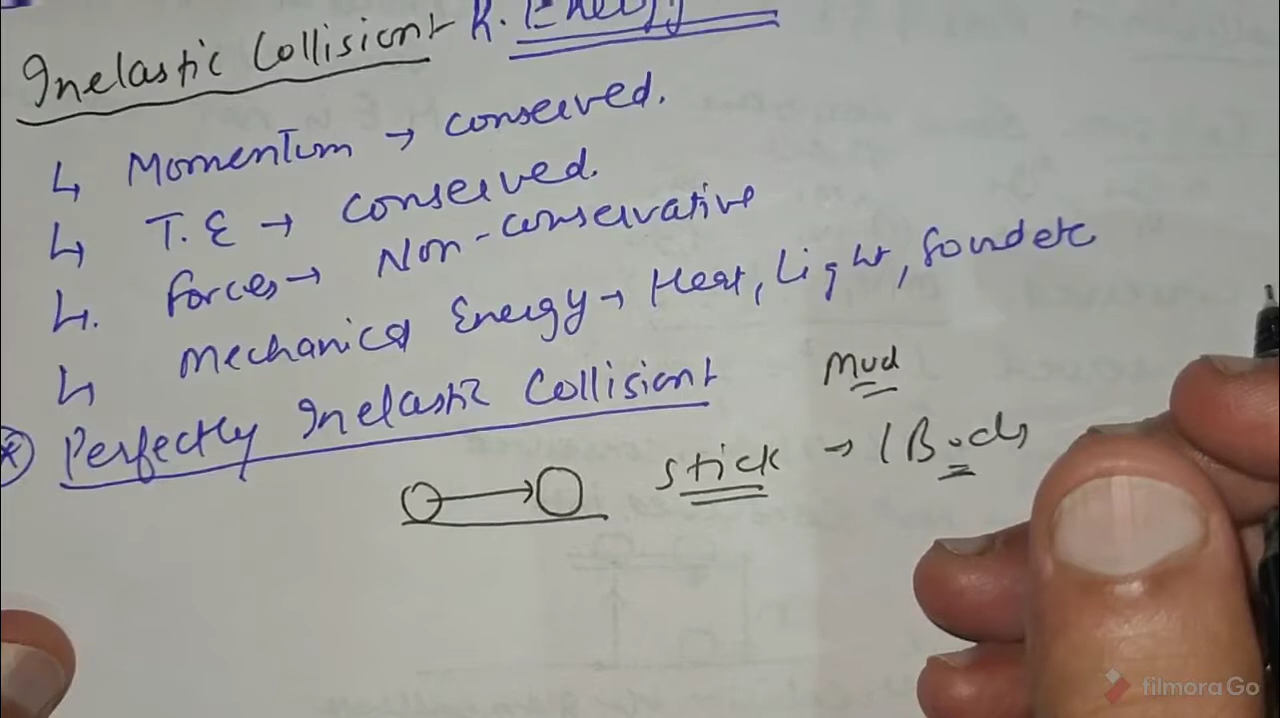 Inelastic Collision K. Energy
↳ Momentum → conserved.
↳ T.E → conserved.
↳. Forces → Non-conservative
↳ Mechanical Energy → Heat, Light, Sound etc
Perfectly Inelastic Collision
Mud
stick → 1 Body
filmora Go